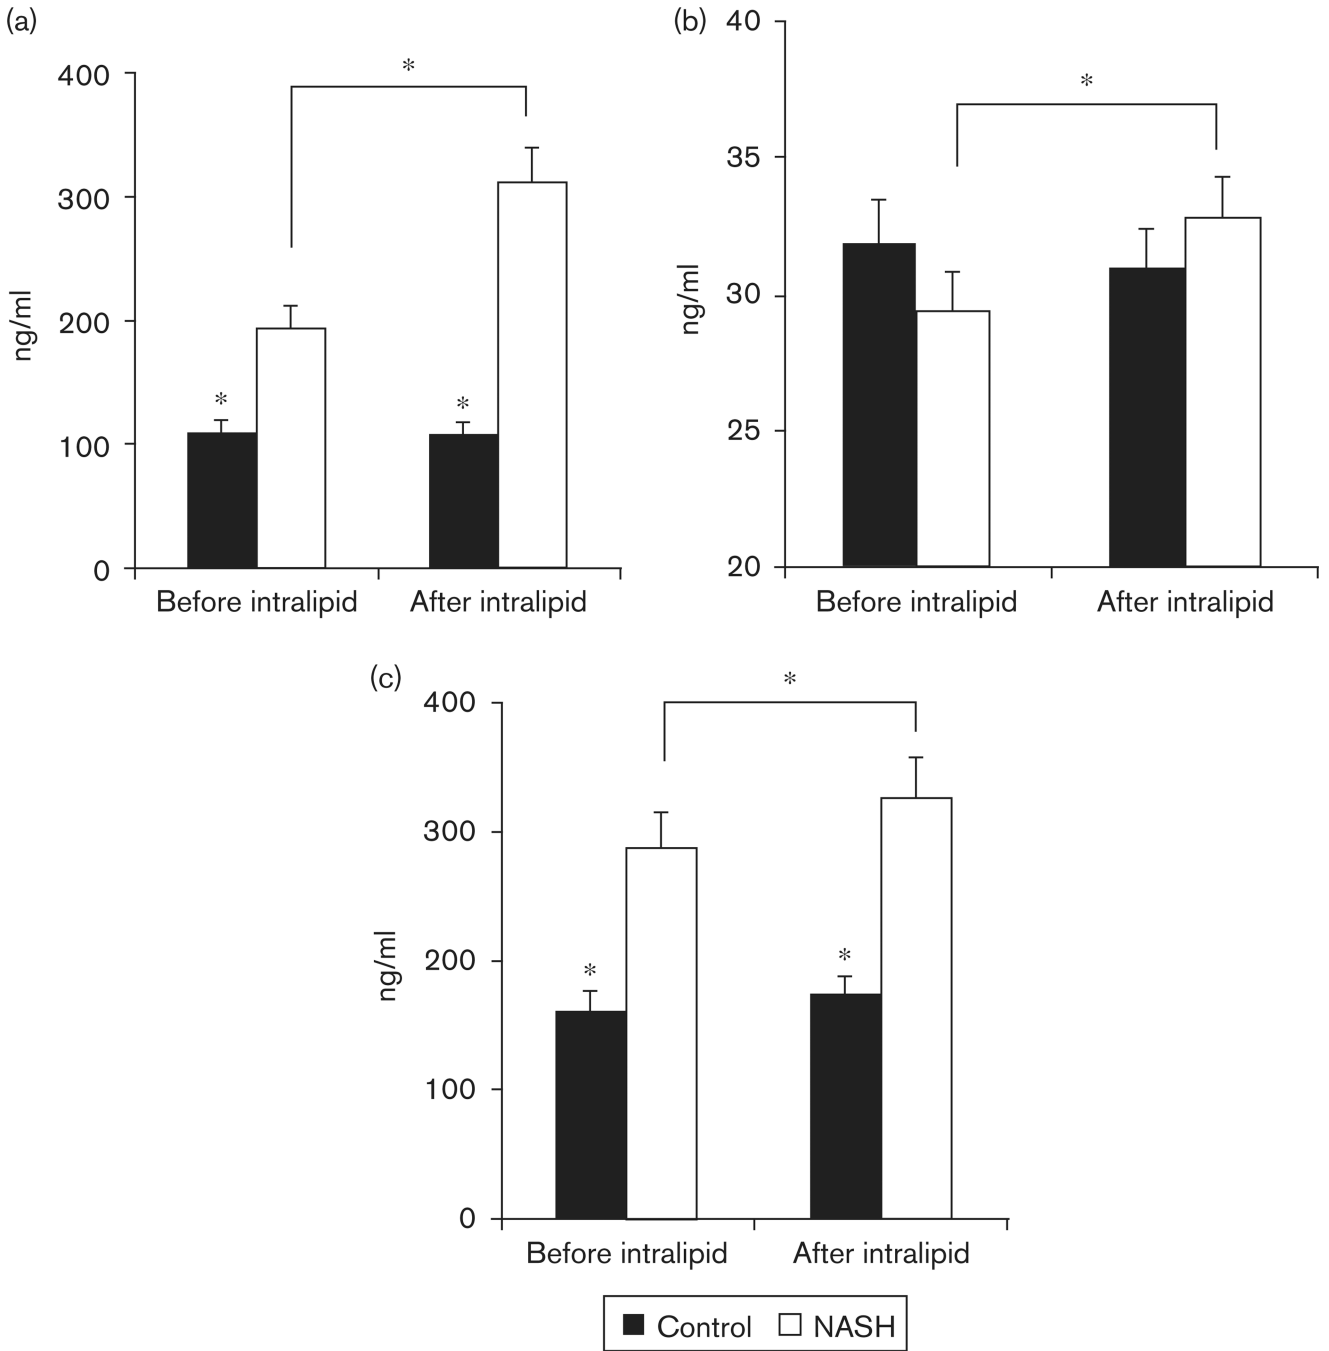 (a)
*
400
300
200
100
0
ng/ml
*
*
Before intralipid
After intralipid
(b)
*
40
35
30
25
20
ng/ml
Before intralipid
After intralipid
(c)
*
400
300
200
100
0
ng/ml
*
*
Before intralipid
After intralipid
Control
NASH